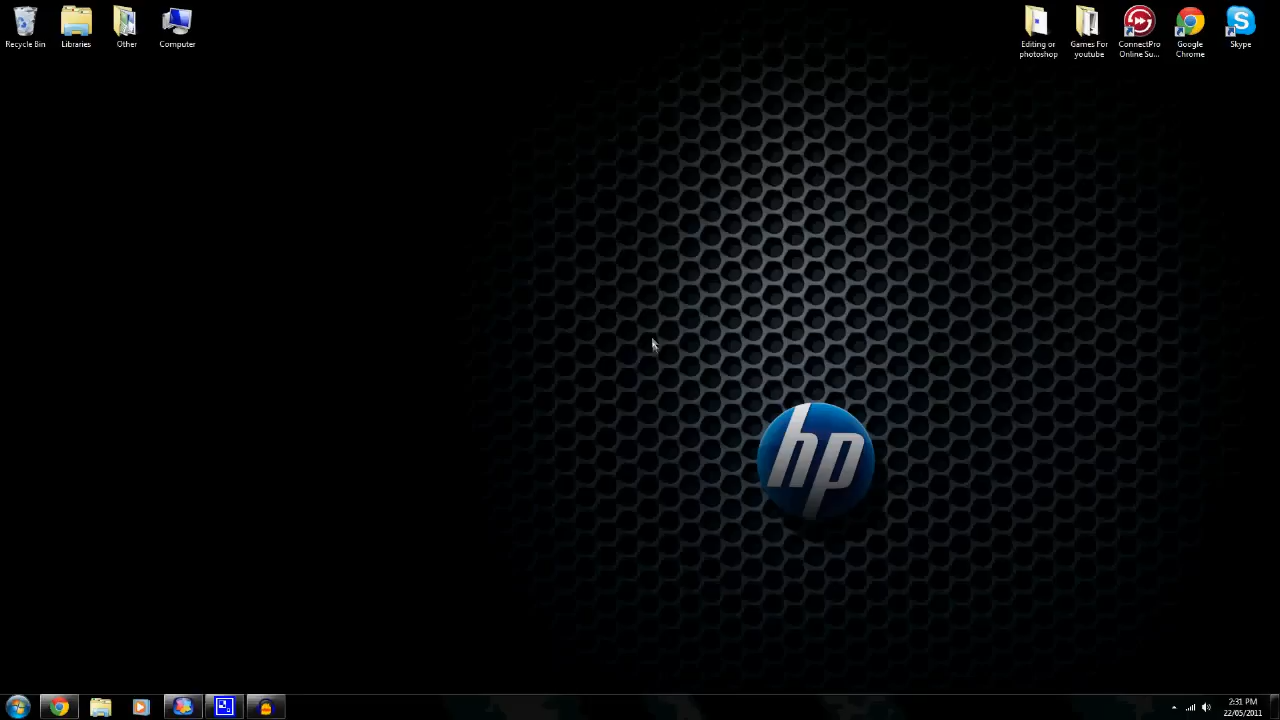 Recycle Bin
Libraries
Other
Computer
Editing or
photoshop
Games For
youtube
ConnectPro
Online Su...
Google
Chrome
Skype
hp
2:31 PM
22/05/2011